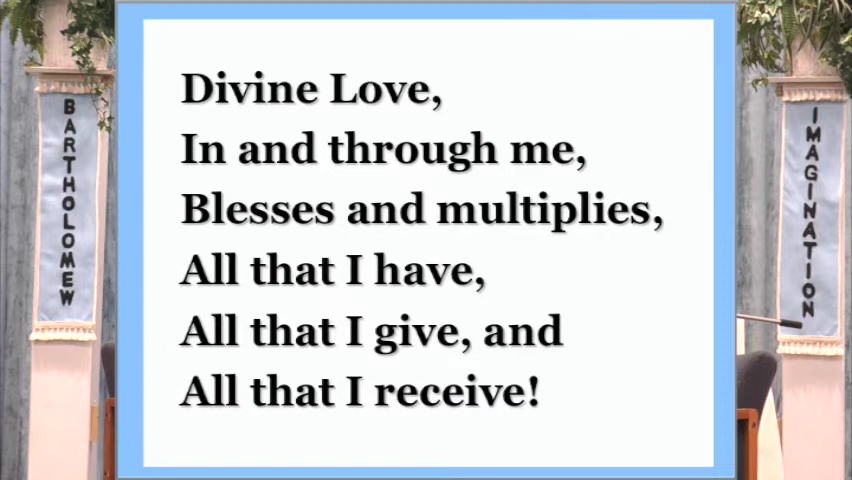 BARTHOLOMEW
Divine Love,
In and through me,
Blesses and multiplies,
All that I have,
All that I give, and
All that I receive!
IMAGINATION